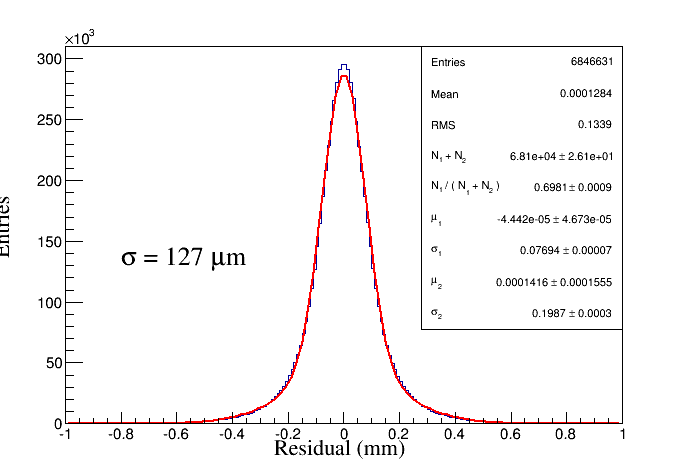 ×10³
300
250
200
150
100
50
0
Entries
σ = 127 μm
Entries 6846631
Mean 0.0001284
RMS 0.1339
N₁ + N₂ 6.81e+04 ± 2.61e+01
N₁ / ( N₁ + N₂ ) 0.6981 ± 0.0009
μ₁ -4.442e-05 ± 4.673e-05
σ₁ 0.07694 ± 0.00007
μ₂ 0.0001416 ± 0.0001555
σ₂ 0.1987 ± 0.0003
-1 -0.8 -0.6 -0.4 -0.2 0 0.2 0.4 0.6 0.8 1
Residual (mm)